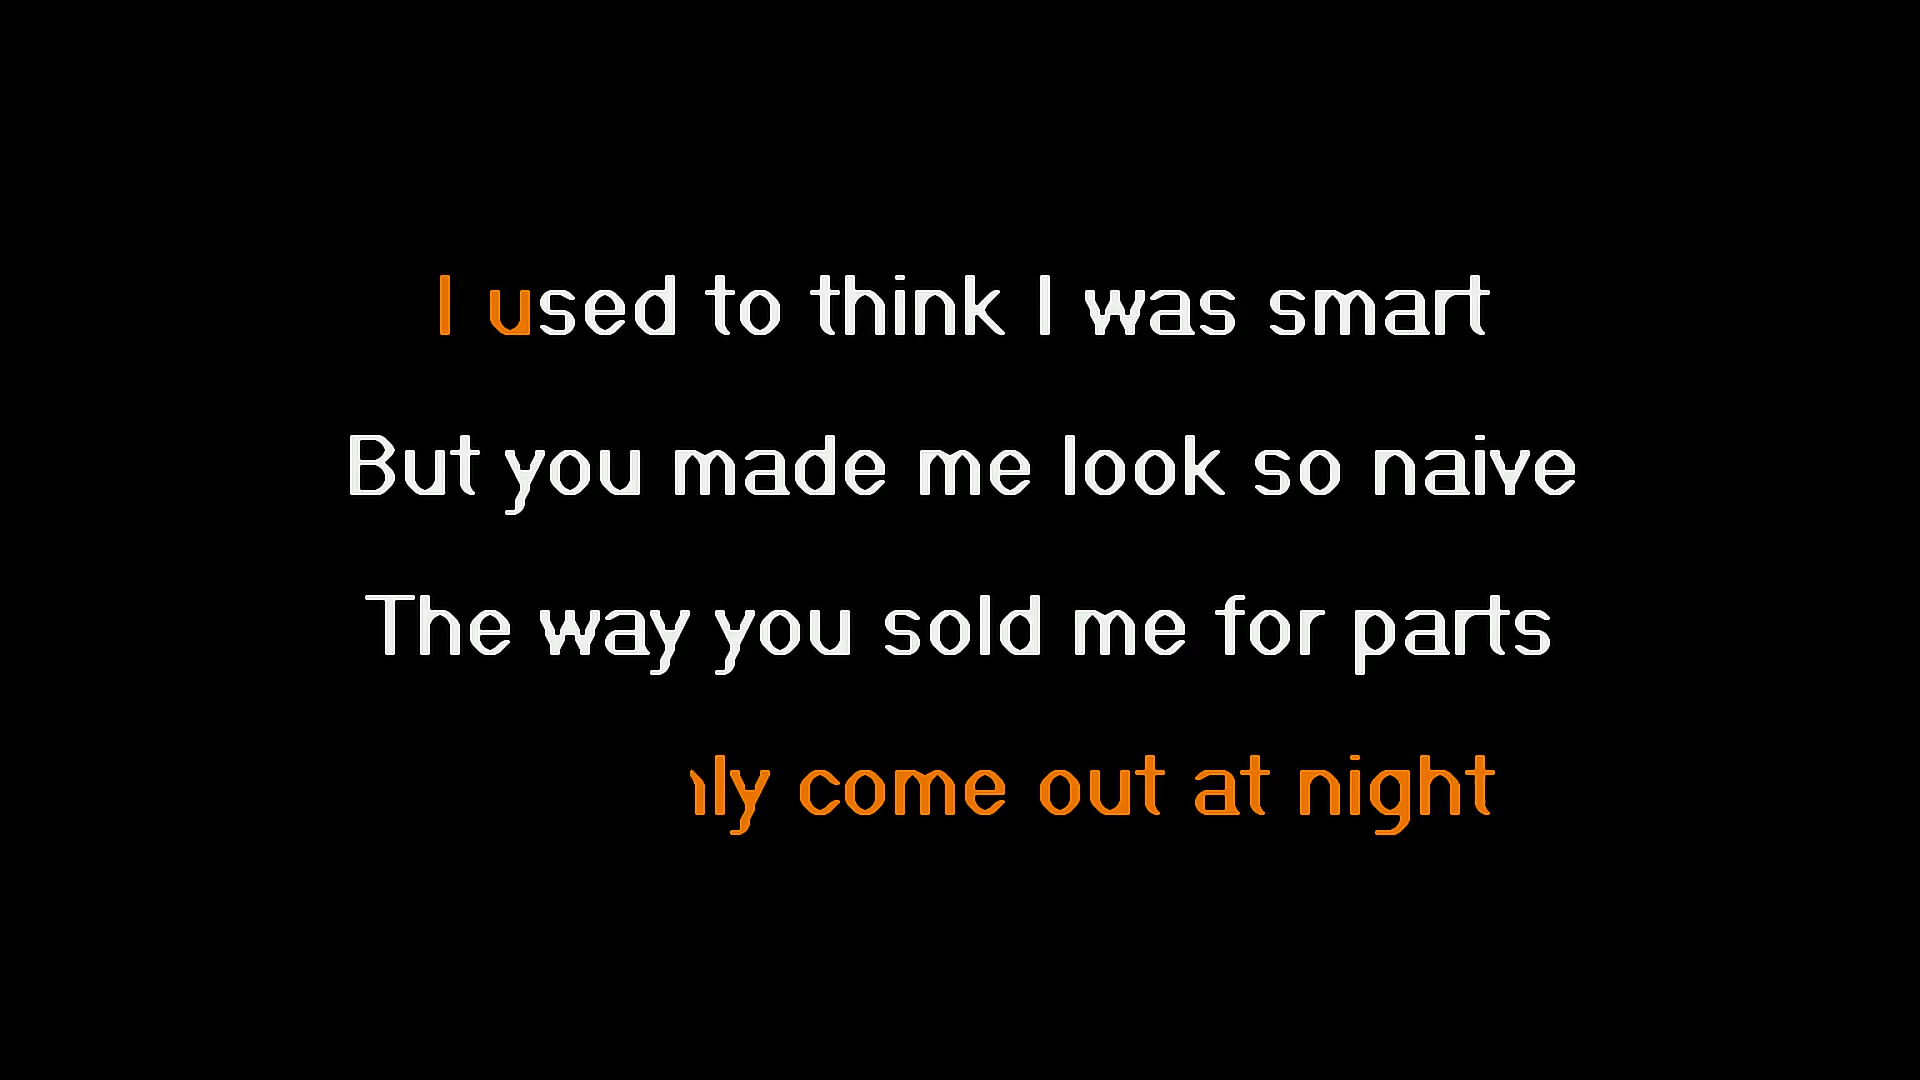 I used to think I was smart
But you made me look so naive
The way you sold me for parts
ly come out at night